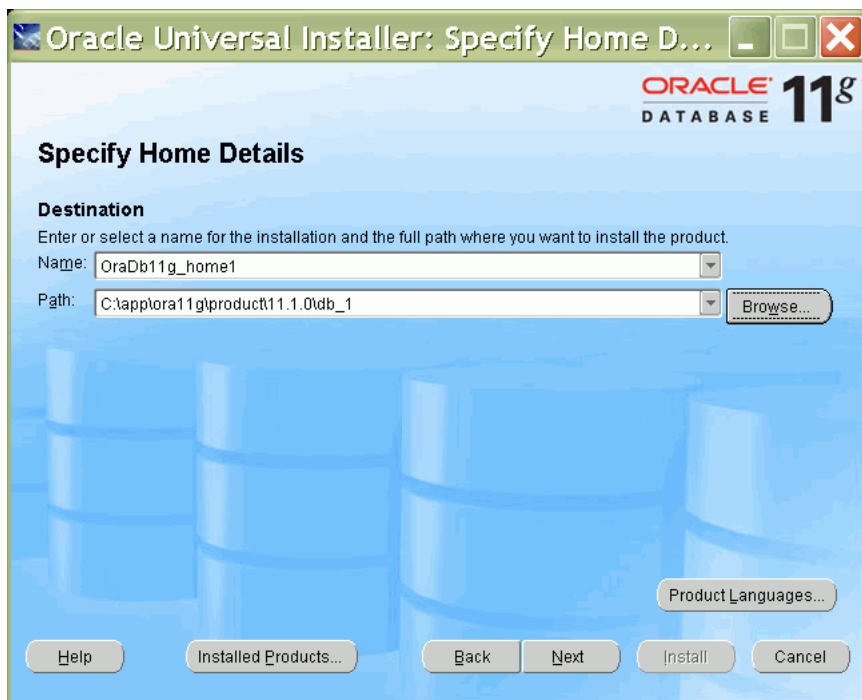 Oracle Universal Installer: Specify Home D...
ORACLE 11g
DATABASE
Specify Home Details
Destination
Enter or select a name for the installation and the full path where you want to install the product.
Name: OraDb11g_home1
Path: C:\app\ora11g\product\11.1.0\db_1 Browse...
Product Languages...
Help Installed Products... Back Next Install Cancel